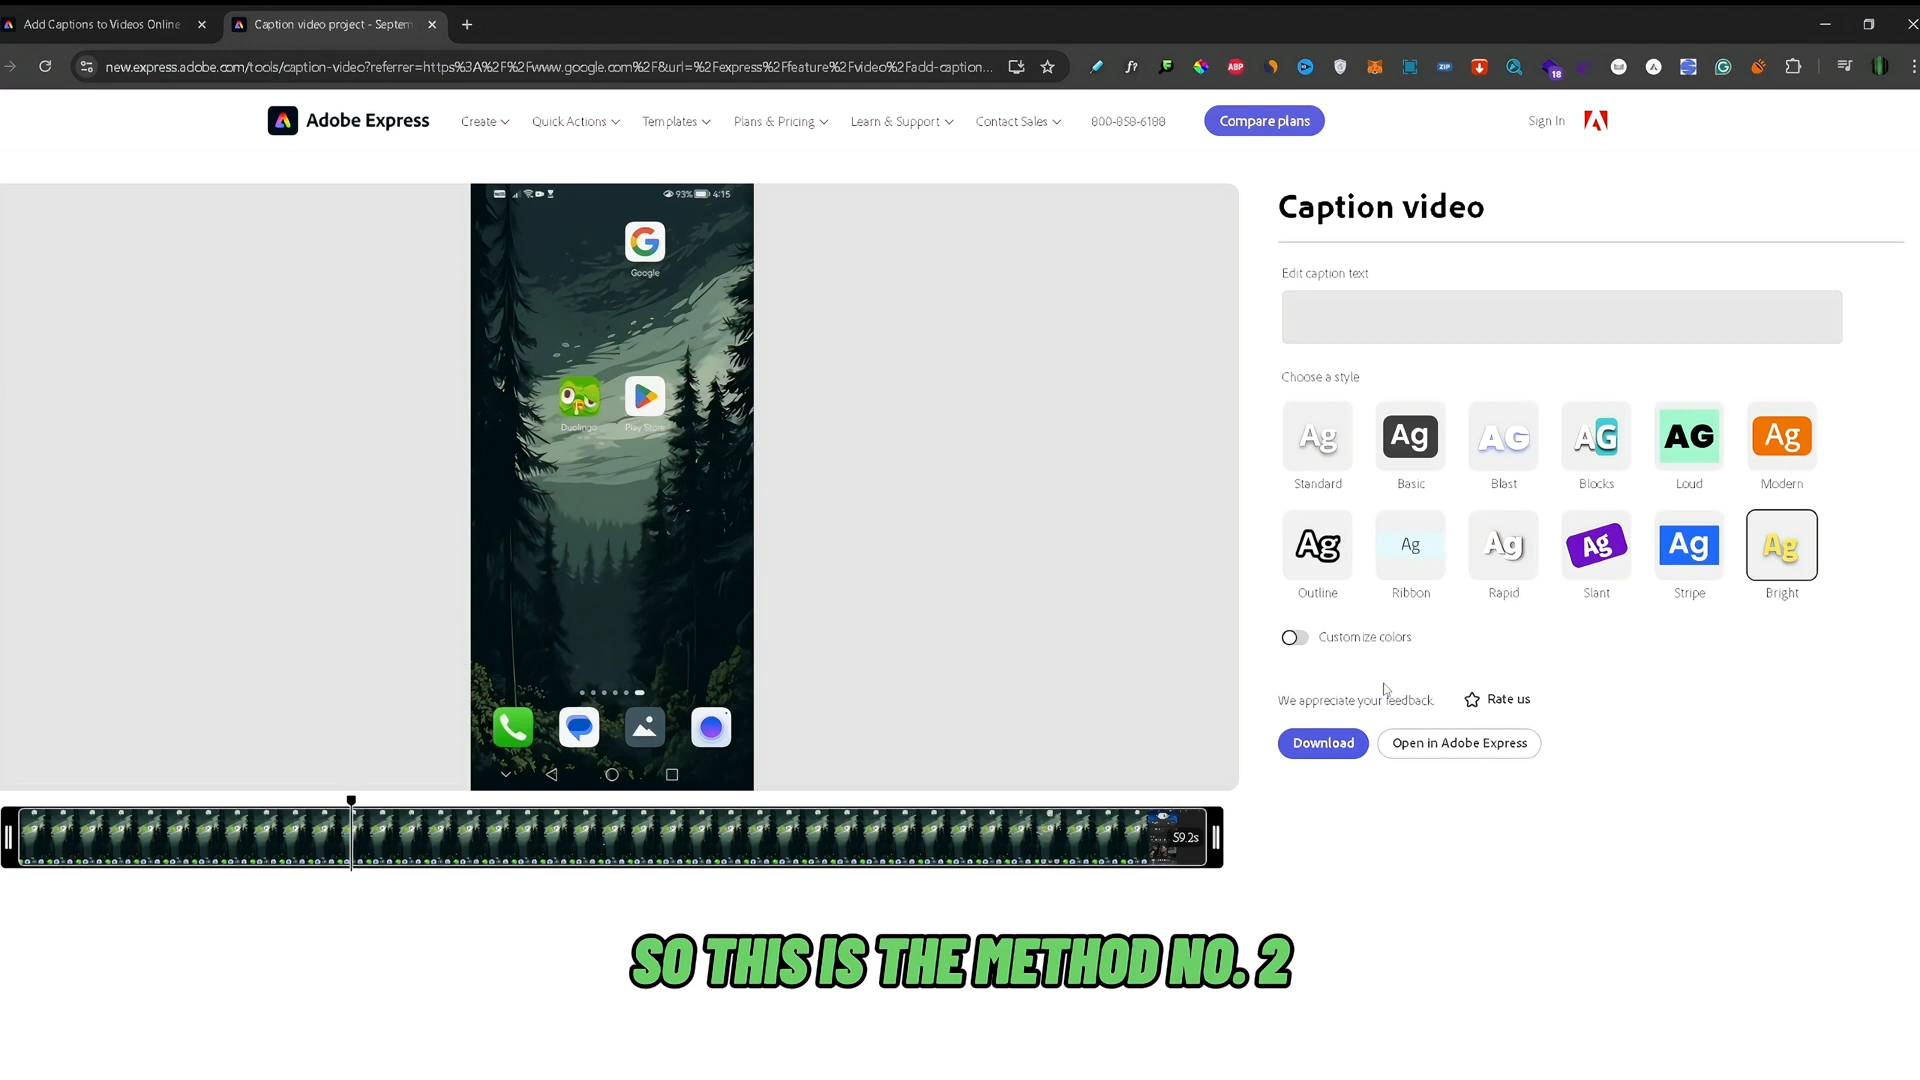 Add Captions to Videos Online
Caption video project - Septem
new.express.adobe.com/tools/caption-video?referrer=https%3A%2F%2Fwww.google.com%2F&url=%2Fexpress%2Ffeature%2Fvideo%2Fadd-caption...
f?
ABP
ZIP
18
Adobe Express
Create
Quick Actions
Templates
Plans & Pricing
Learn & Support
Contact Sales
800-858-6188
Compare plans
Sign In
93%
4:15
Google
Duolingo
Play Store
Caption video
Edit caption text
Choose a style
Ag
Ag
AG
AG
AG
Ag
Standard
Basic
Blast
Blocks
Loud
Modern
Ag
Ag
Ag
Ag
Ag
Ag
Outline
Ribbon
Rapid
Slant
Stripe
Bright
Customize colors
We appreciate your feedback.
Rate us
Download
Open in Adobe Express
59.2s
SO THIS IS THE METHOD NO. 2